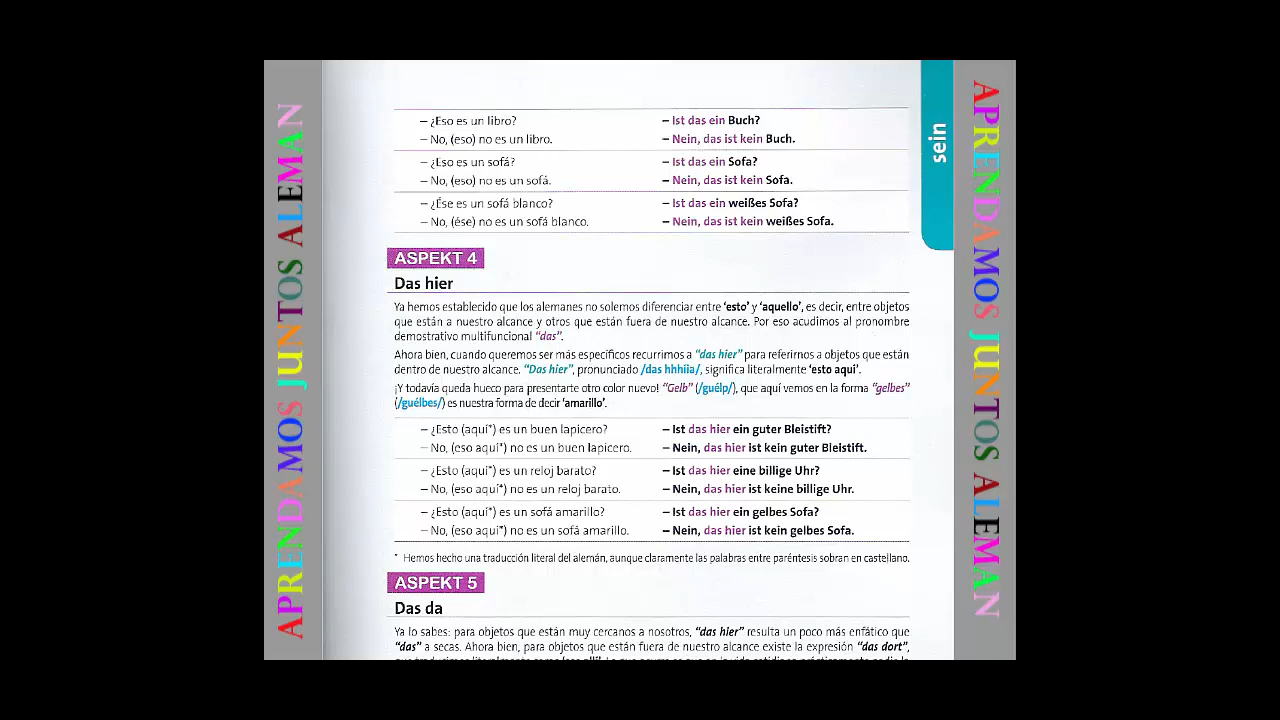 – ¿Eso es un libro? – Ist das ein Buch?
– No, (eso) no es un libro. – Nein, das ist kein Buch.
– ¿Eso es un sofá? – Ist das ein Sofa?
– No, (eso) no es un sofá. – Nein, das ist kein Sofa.
– ¿Ése es un sofá blanco? – Ist das ein weißes Sofa?
– No, (ése) no es un sofá blanco. – Nein, das ist kein weißes Sofa.
sein
ASPEKT 4
Das hier
Ya hemos establecido que los alemanes no solemos diferenciar entre ‘esto’ y ‘aquello’, es decir, entre objetos
que están a nuestro alcance y otros que están fuera de nuestro alcance. Por eso acudimos al pronombre
demostrativo multifuncional “das”.
Ahora bien, cuando queremos ser más específicos recurrimos a “das hier” para referirnos a objetos que están
dentro de nuestro alcance. “Das hier”, pronunciado /das hhhiia/, significa literalmente ‘esto aquí’.
¡Y todavía queda hueco para presentarte otro color nuevo! “Gelb” (/guélp/), que aquí vemos en la forma “gelbes”
(/guélbes/) es nuestra forma de decir ‘amarillo’.
– ¿Esto (aquí*) es un buen lapicero? – Ist das hier ein guter Bleistift?
– No, (eso aquí*) no es un buen lapicero. – Nein, das hier ist kein guter Bleistift.
– ¿Esto (aquí*) es un reloj barato? – Ist das hier eine billige Uhr?
– No, (eso aquí*) no es un reloj barato. – Nein, das hier ist keine billige Uhr.
– ¿Esto (aquí*) es un sofá amarillo? – Ist das hier ein gelbes Sofa?
– No, (eso aquí*) no es un sofá amarillo. – Nein, das hier ist kein gelbes Sofa.
* Hemos hecho una traducción literal del alemán, aunque claramente las palabras entre paréntesis sobran en castellano.
ASPEKT 5
Das da
Ya lo sabes: para objetos que están muy cercanos a nosotros, “das hier” resulta un poco más enfático que
“das” a secas. Ahora bien, para objetos que están fuera de nuestro alcance existe la expresión “das dort”,
APRENDAMOS JUNTOS ALEMAN
APRENDAMOS JUNTOS ALEMAN